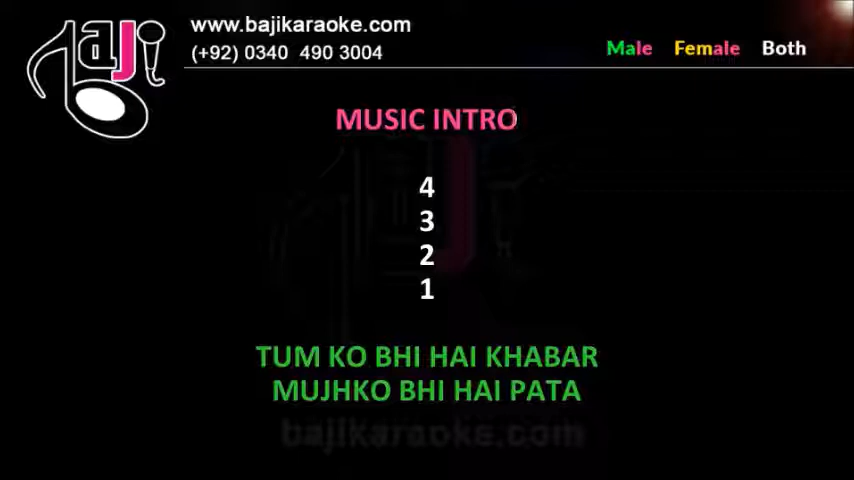 BAJI
www.bajikaraoke.com
(+92) 0340 490 3004
Male Female Both
MUSIC INTRO
4
3
2
1
TUM KO BHI HAI KHABAR
MUJHKO BHI HAI PATA
bajikaraoke.com